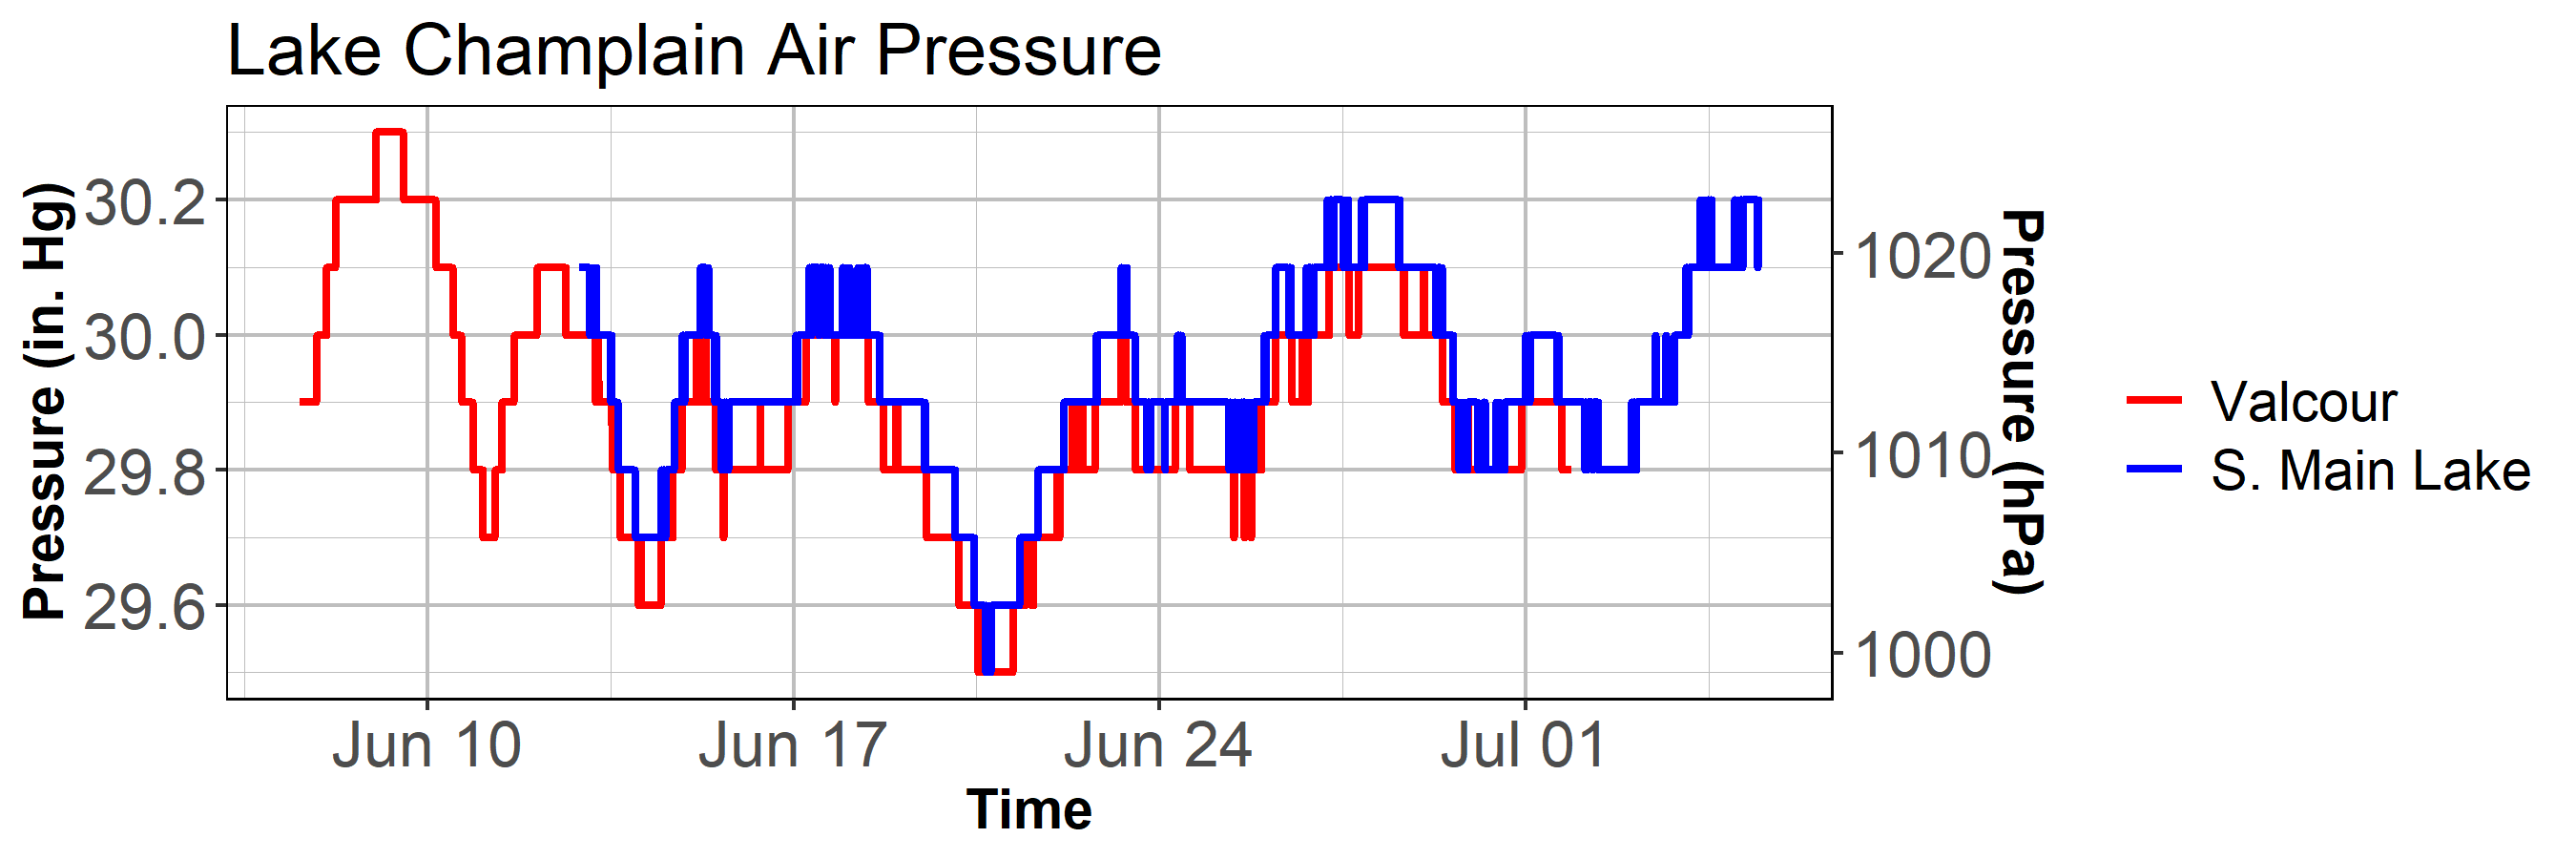 Lake Champlain Air Pressure
Pressure (in. Hg)
30.2
30.0
29.8
29.6
1020
1010
1000
Pressure (hPa)
Jun 10
Jun 17
Jun 24
Jul 01
Time
Valcour
S. Main Lake